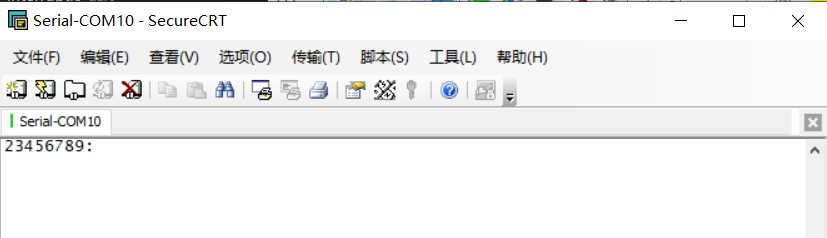 Serial-COM10 - SecureCRT
文件(F) 编辑(E) 查看(V) 选项(O) 传输(T) 脚本(S) 工具(L) 帮助(H)
Serial-COM10
23456789: